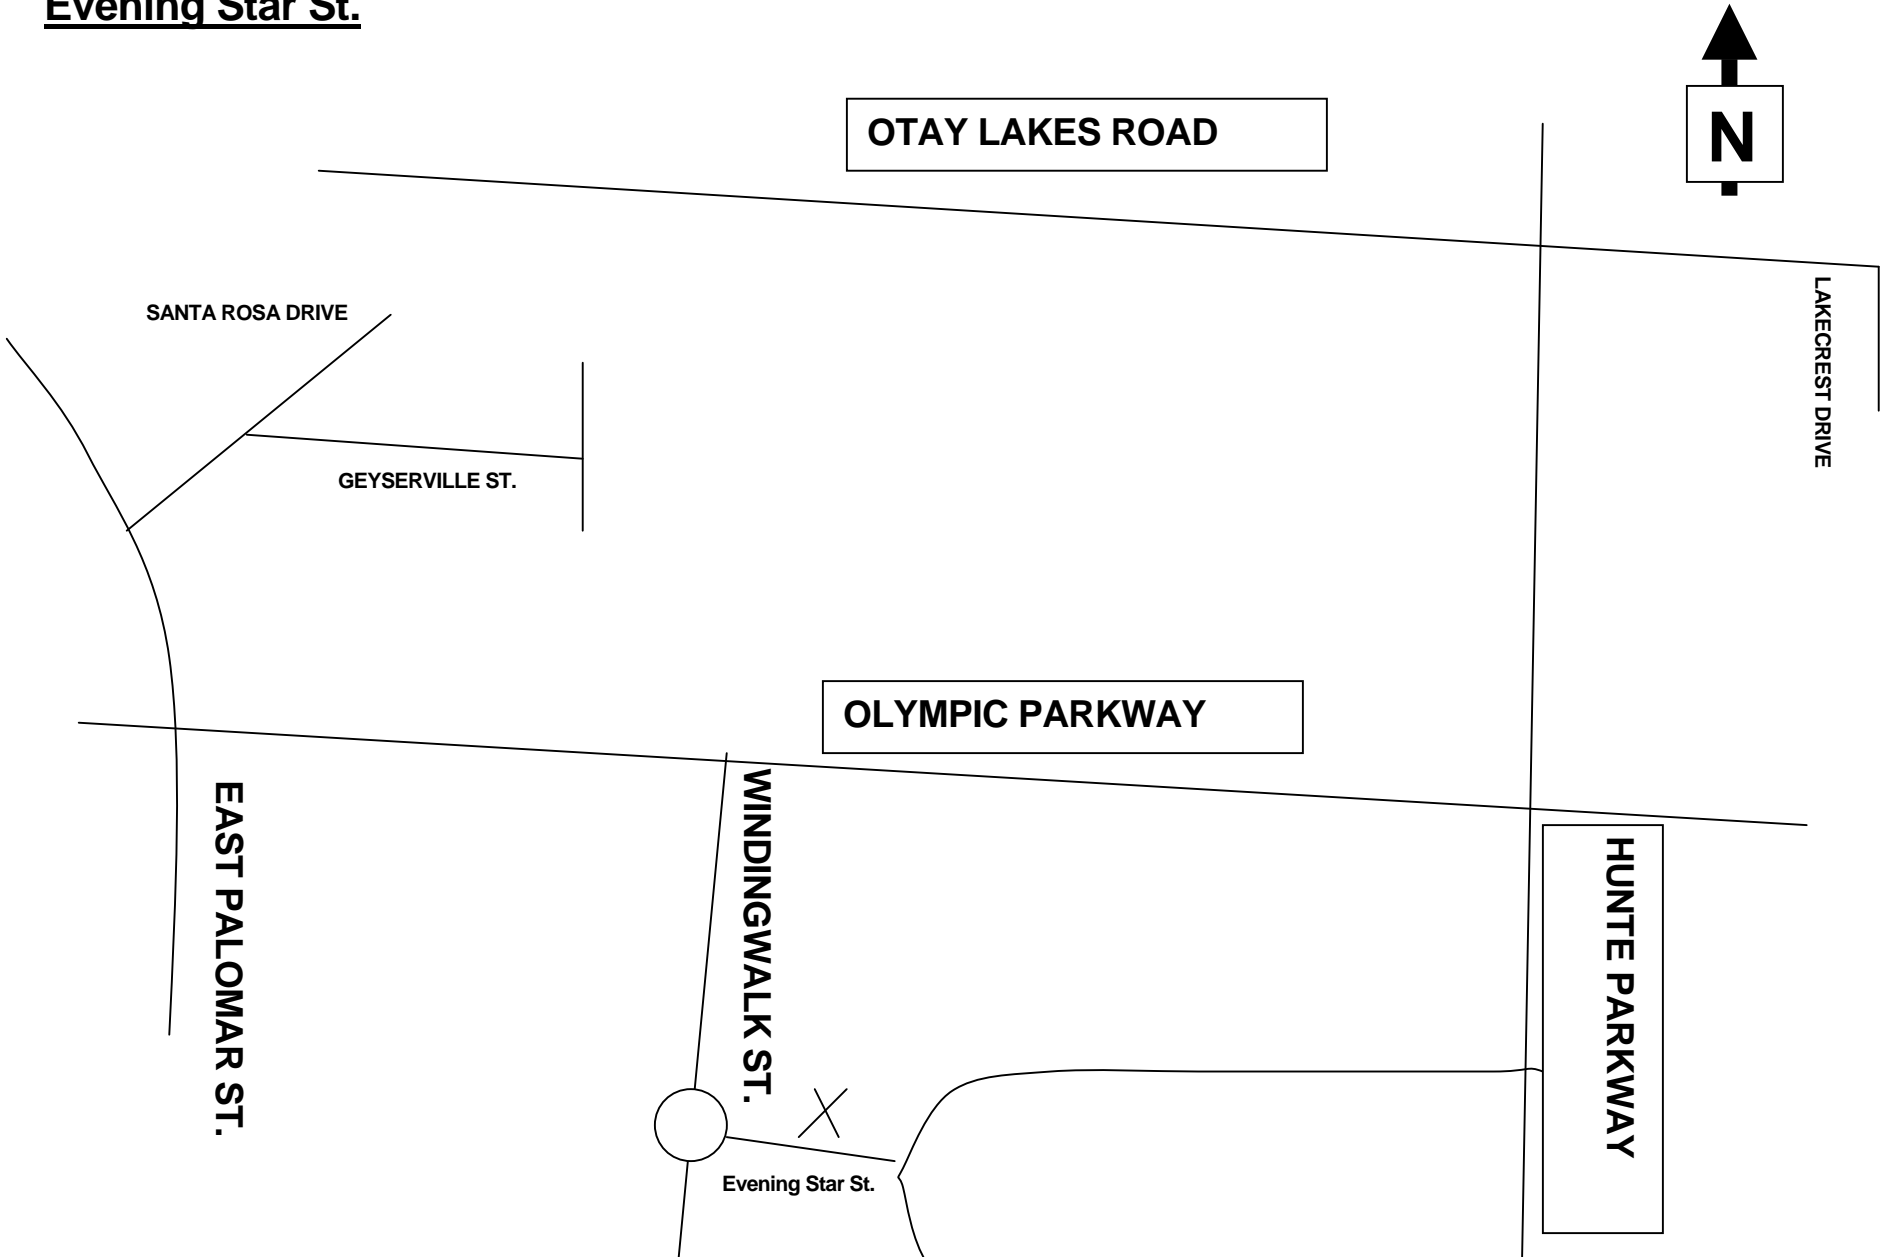 Evening Star St.
OTAY LAKES ROAD
N
SANTA ROSA DRIVE
LAKECREST DRIVE
GEYSERVILLE ST.
OLYMPIC PARKWAY
EAST PALOMAR ST.
WINDINGWALK ST.
HUNTE PARKWAY
Evening Star St.